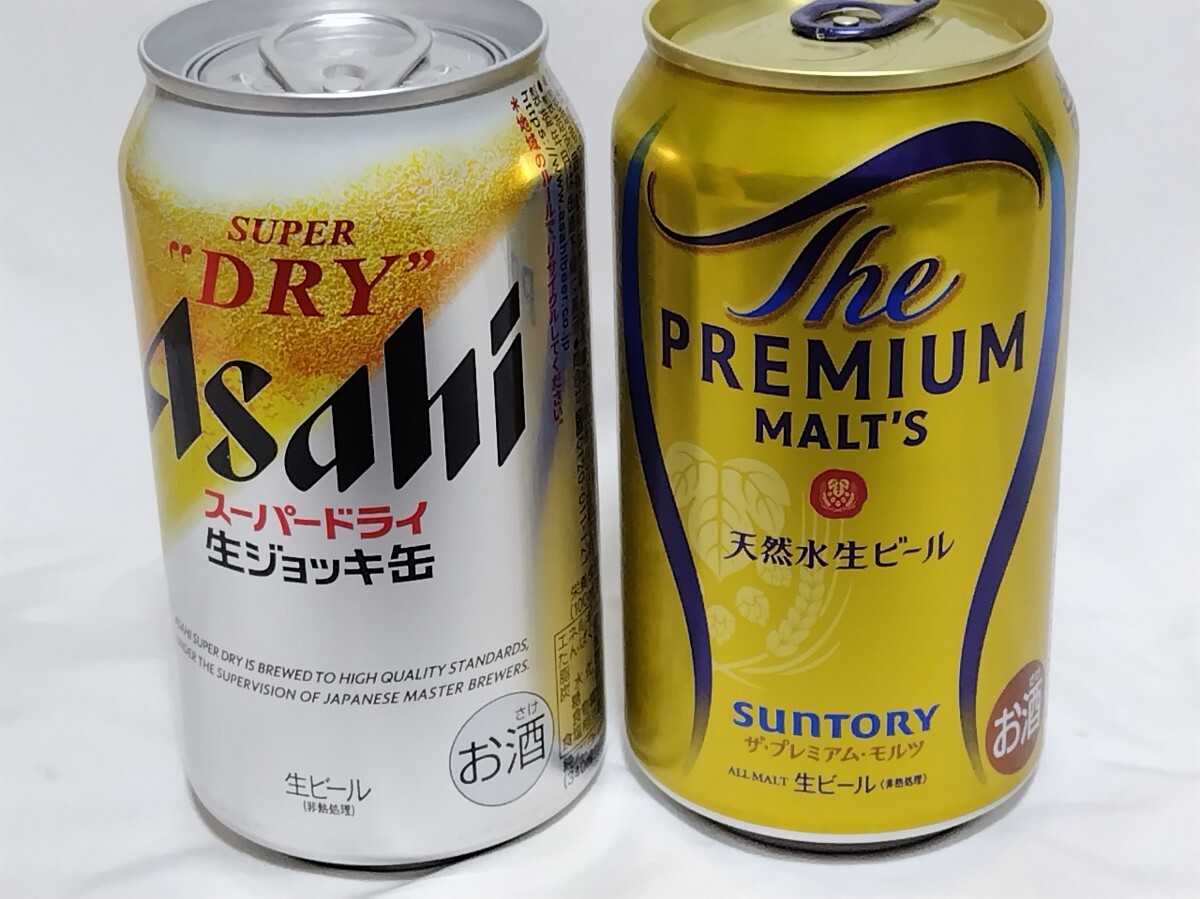 SUPER
"DRY"
Asahi
スーパードライ
生ジョッキ缶
ASAHI SUPER DRY IS BREWED TO HIGH QUALITY STANDARDS,
UNDER THE SUPERVISION OF JAPANESE MASTER BREWERS.
さけ
お酒
生ビール
(非熱処理)
The
PREMIUM
MALT'S
天然水生ビール
SUNTORY
ザ・プレミアム・モルツ
ALL MALT 生ビール (非熱処理)
さけ
お酒